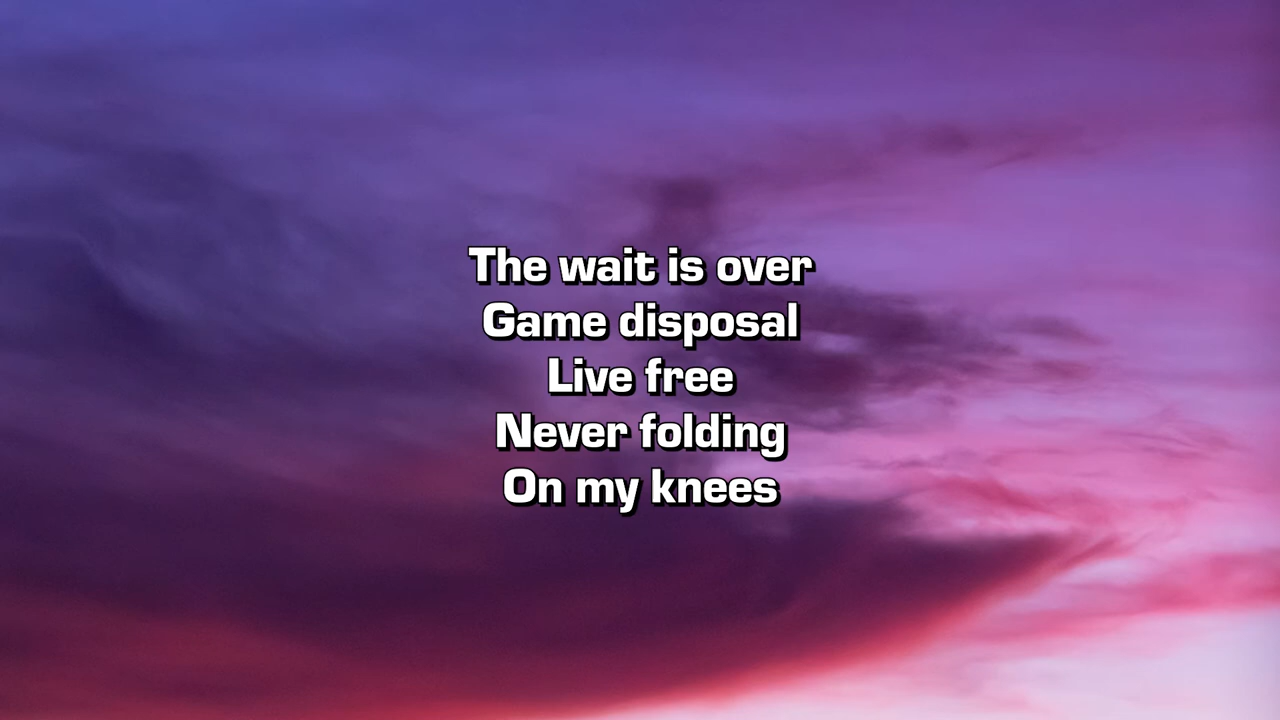 The wait is over
Game disposal
Live free
Never folding
On my knees